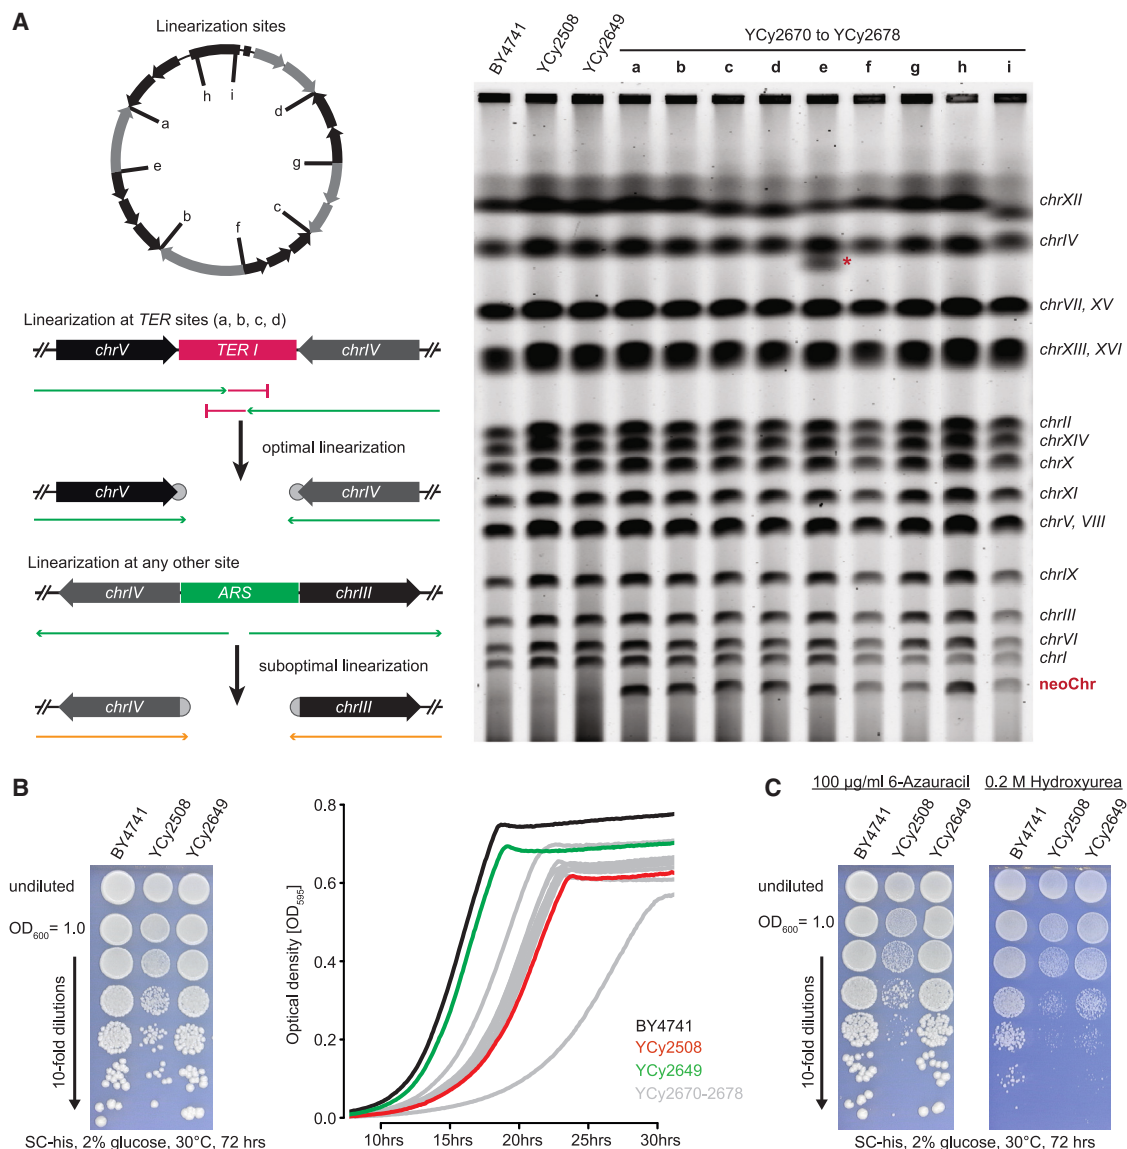 A
Linearization sites
h
i
d
a
g
e
c
b
f
Linearization at TER sites (a, b, c, d)
chrV
TER I
chrIV
optimal linearization
chrV
chrIV
Linearization at any other site
chrIV
ARS
chrIII
suboptimal linearization
chrIV
chrIII
BY4741
YCy2508
YCy2649
YCy2670 to YCy2678
a b c d e f g h i
chrXII
chrIV
*
chrVII, XV
chrXIII, XVI
chrII
chrXIV
chrX
chrXI
chrV, VIII
chrIX
chrIII
chrVI
chrI
neoChr
B
BY4741
YCy2508
YCy2649
undiluted
OD600= 1.0
10-fold dilutions
SC-his, 2% glucose, 30°C, 72 hrs
Optical density [OD595]
0.8
0.6
0.4
0.2
0.0
10hrs 15hrs 20hrs 25hrs 30hrs
BY4741
YCy2508
YCy2649
YCy2670-2678
C
100 µg/ml 6-Azauracil
0.2 M Hydroxyurea
BY4741
YCy2508
YCy2649
BY4741
YCy2508
YCy2649
undiluted
OD600= 1.0
10-fold dilutions
SC-his, 2% glucose, 30°C, 72 hrs